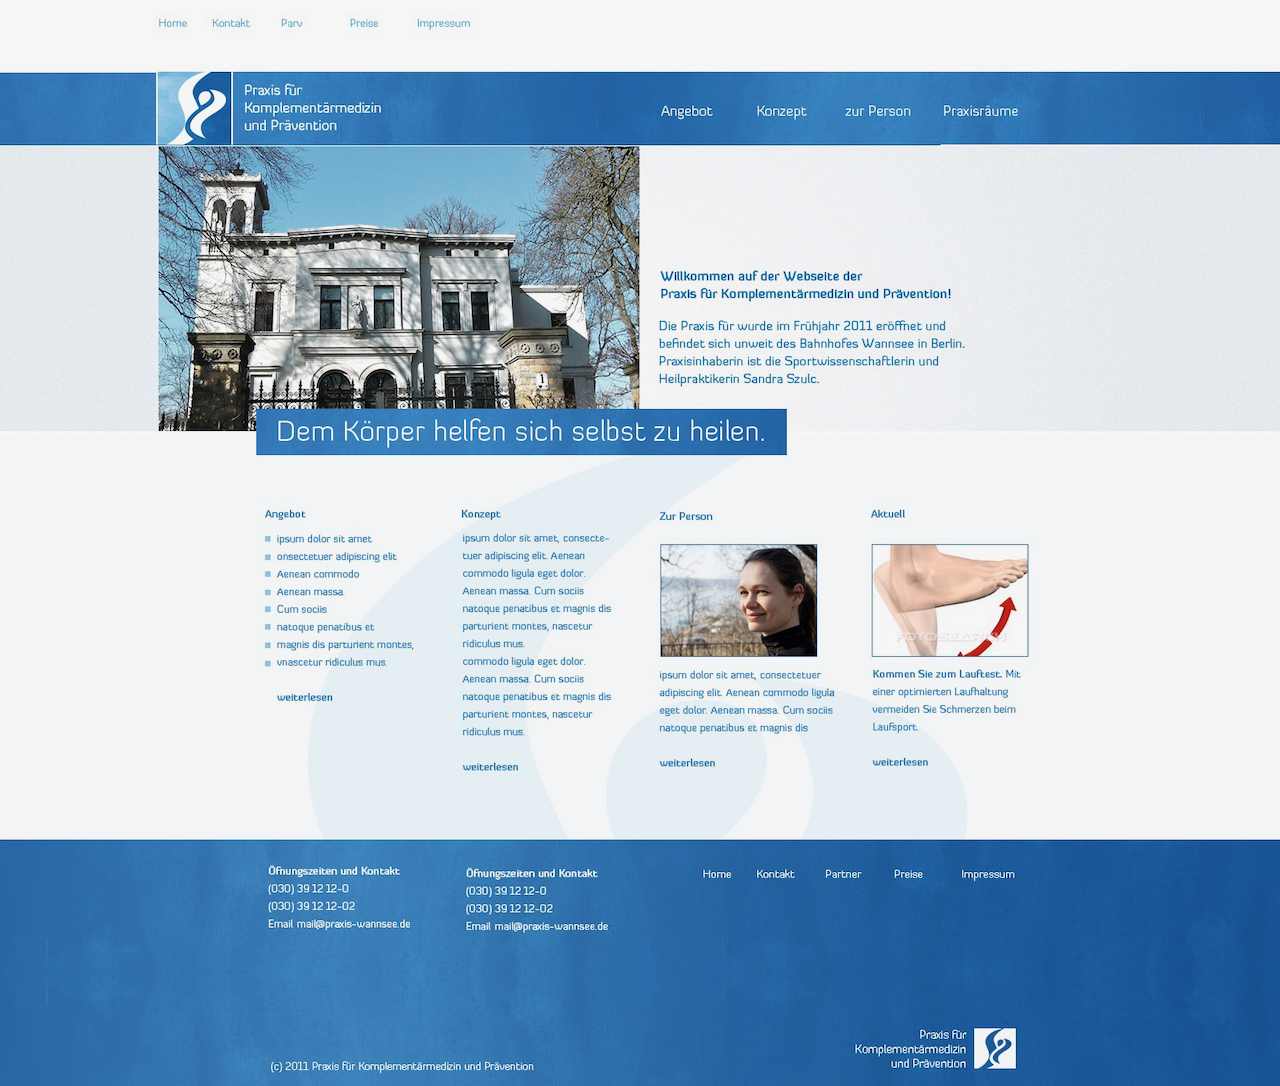 Home Kontakt Parv Preise Impressum
Praxis für
Komplementärmedizin
und Prävention
Angebot Konzept zur Person Praxisräume
Willkommen auf der Webseite der
Praxis für Komplementärmedizin und Prävention!
Die Praxis für wurde im Frühjahr 2011 eröffnet und
befindet sich unweit des Bahnhofes Wannsee in Berlin.
Praxisinhaberin ist die Sportwissenschaftlerin und
Heilpraktikerin Sandra Szulc.
1
Dem Körper helfen sich selbst zu heilen.
Angebot
ipsum dolor sit amet
onsectetuer adipiscing elit
Aenean commodo
Aenean massa.
Cum sociis
natoque penatibus et
magnis dis parturient montes,
vnascetur ridiculus mus.
weiterlesen
Konzept
ipsum dolor sit amet, consecte-
tuer adipiscing elit. Aenean
commodo ligula eget dolor.
Aenean massa. Cum sociis
natoque penatibus et magnis dis
parturient montes, nascetur
ridiculus mus.
commodo ligula eget dolor.
Aenean massa. Cum sociis
natoque penatibus et magnis dis
parturient montes, nascetur
ridiculus mus.
weiterlesen
Zur Person
ipsum dolor sit amet, consectetuer
adipiscing elit. Aenean commodo ligula
eget dolor. Aenean massa. Cum sociis
natoque penatibus et magnis dis
weiterlesen
Aktuell
FOTOSEARCH
Kommen Sie zum Lauftest. Mit
einer optimierten Laufhaltung
vermeiden Sie Schmerzen beim
Laufsport.
weiterlesen
Öfnungszeiten und Kontakt
(030) 39 12 12-0
(030) 39 12 12-02
Email mail@praxis-wannsee.de
Öfnungszeiten und Kontakt
(030) 39 12 12-0
(030) 39 12 12-02
Email mail@praxis-wannsee.de
Home Kontakt Partner Preise Impressum
(c) 2011 Praxis für Komplementärmedizin und Prävention
Praxis für
Komplementärmedizin
und Prävention